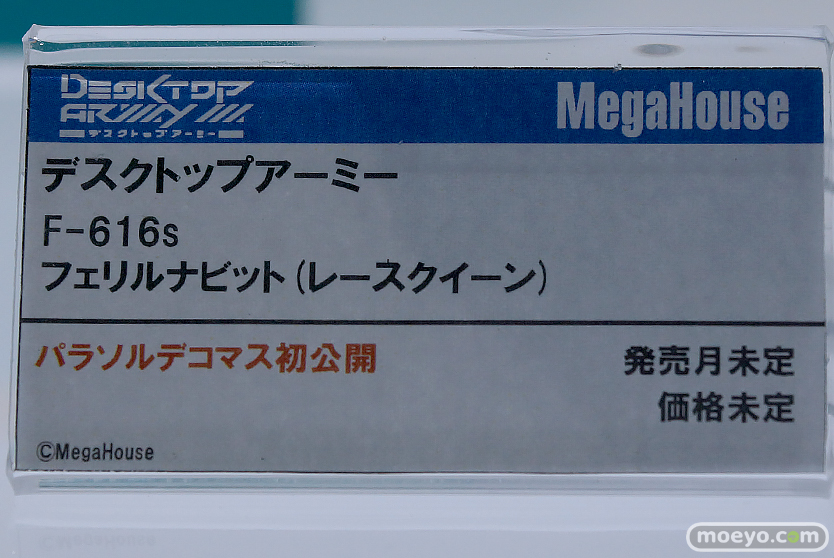 DESKTOP
ARMY
デスクトップアーミー
MegaHouse
デスクトップアーミー
F-616s
フェリルナビット(レースクイーン)
パラソルデコマス初公開
発売月未定
価格未定
©MegaHouse
moeyo.com